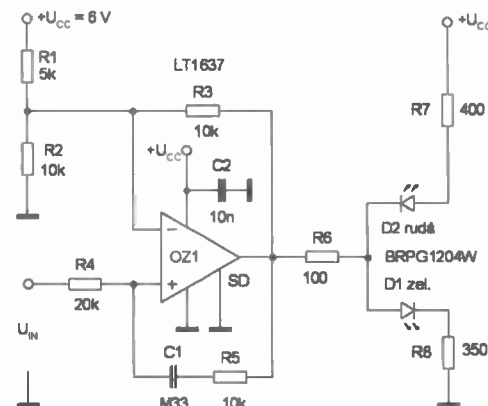 +U_CC = 6 V
+U_CC
R1
5k
LT1637
R3
10k
R7
400
R2
10k
+U_CC
C2
10n
D2 rudá
BRPG1204W
D1 zel.
OZ1
R6
100
SD
R4
20k
U_IN
C1
M33
R5
10k
R8
350